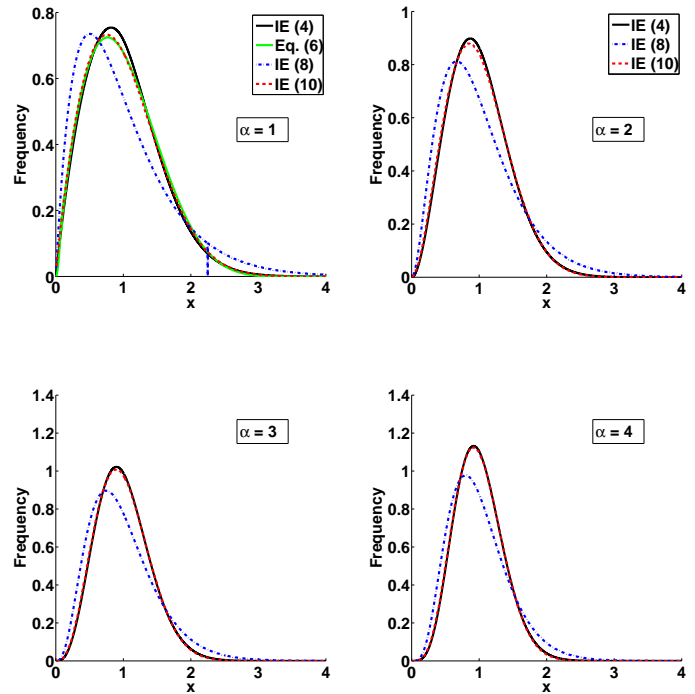 0.8
0.6
0.4
0.2
0
Frequency
0
1
2
3
4
x
IE (4)
Eq. (6)
IE (8)
IE (10)
α = 1
1
0.8
0.6
0.4
0.2
0
Frequency
0
1
2
3
4
x
IE (4)
IE (8)
IE (10)
α = 2
1.4
1.2
1
0.8
0.6
0.4
0.2
0
Frequency
0
1
2
3
4
x
α = 3
1.4
1.2
1
0.8
0.6
0.4
0.2
0
Frequency
0
1
2
3
4
x
α = 4